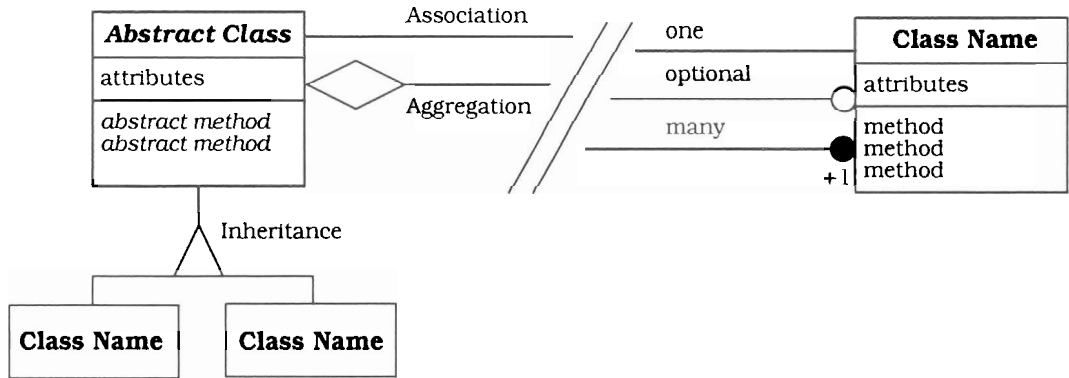 Abstract Class
attributes
abstract method
abstract method
Association
Aggregation
one
optional
many
+1
Class Name
attributes
method
method
method
Inheritance
Class Name
Class Name